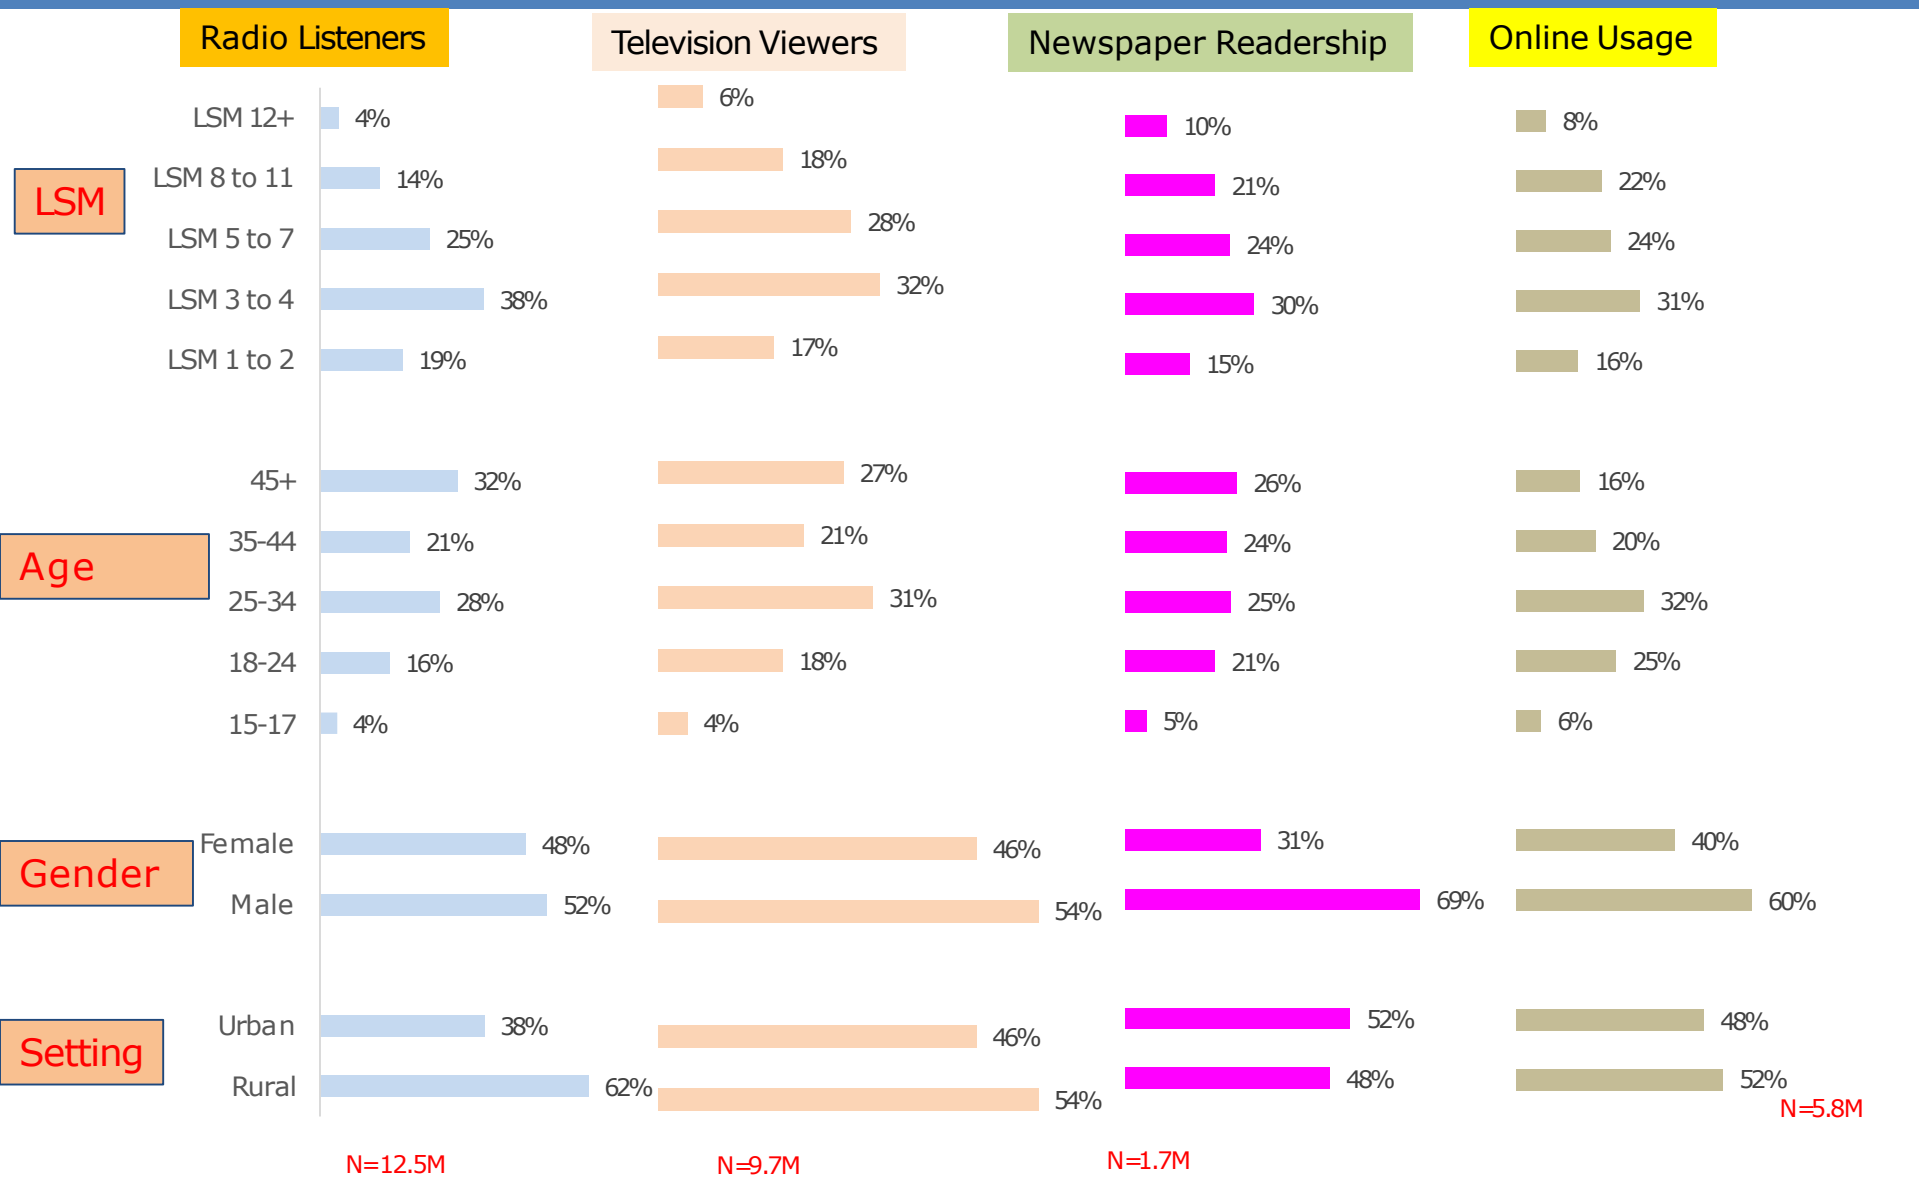 Radio Listeners Television Viewers Newspaper Readership Online Usage
LSM
LSM 12+ 4% 6% 10% 8%
LSM 8 to 11 14% 18% 21% 22%
LSM 5 to 7 25% 28% 24% 24%
LSM 3 to 4 38% 32% 30% 31%
LSM 1 to 2 19% 17% 15% 16%
Age
45+ 32% 27% 26% 16%
35-44 21% 21% 24% 20%
25-34 28% 31% 25% 32%
18-24 16% 18% 21% 25%
15-17 4% 4% 5% 6%
Gender
Female 48% 46% 31% 40%
Male 52% 54% 69% 60%
Setting
Urban 38% 46% 52% 48%
Rural 62% 54% 48% 52%
N=12.5M N=9.7M N=1.7M N=5.8M